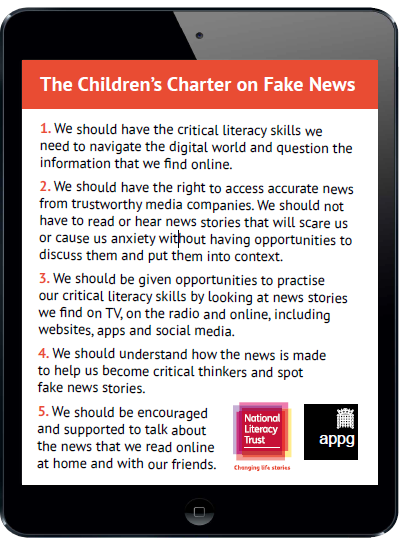 The Children's Charter on Fake News
1. We should have the critical literacy skills we
need to navigate the digital world and question the
information that we find online.
2. We should have the right to access accurate news
from trustworthy media companies. We should not
have to read or hear news stories that will scare us
or cause us anxiety without having opportunities to
discuss them and put them into context.
3. We should be given opportunities to practise
our critical literacy skills by looking at news stories
we find on TV, on the radio and online, including
websites, apps and social media.
4. We should understand how the news is made
to help us become critical thinkers and spot
fake news stories.
5. We should be encouraged
and supported to talk about
the news that we read online
at home and with our friends.
National
Literacy
Trust
Changing life stories
appg